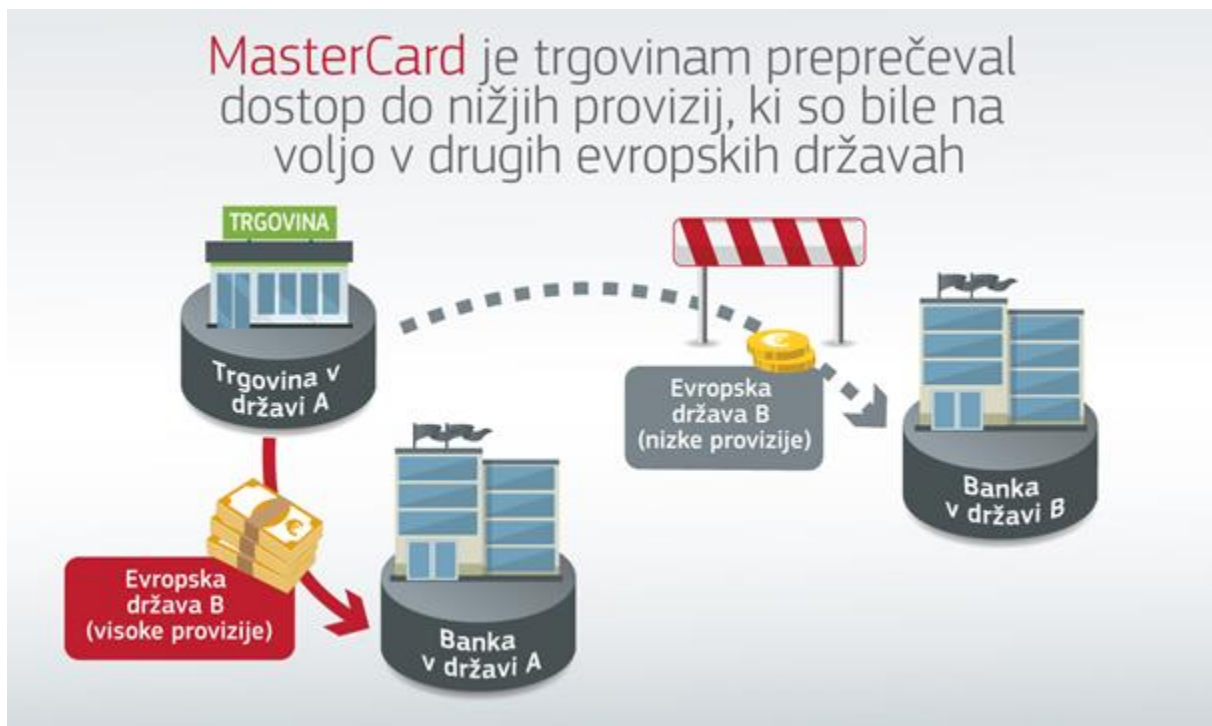 MasterCard je trgovinam preprečeval
dostop do nižjih provizij, ki so bile na
voljo v drugih evropskih državah
TRGOVINA
Trgovina v
državi A
Evropska
država B
(nizke provizije)
Banka
v državi B
Evropska
država B
(visoke provizije)
Banka
v državi A